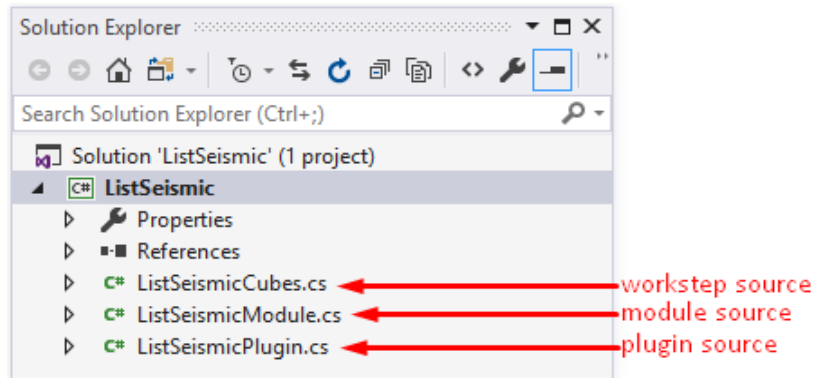 Solution Explorer
Search Solution Explorer (Ctrl+;)
Solution 'ListSeismic' (1 project)
C# ListSeismic
Properties
References
C# ListSeismicCubes.cs workstep source
C# ListSeismicModule.cs module source
C# ListSeismicPlugin.cs plugin source